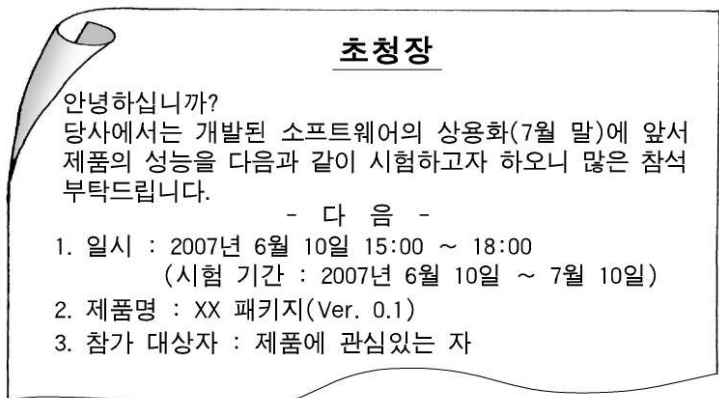 초청장
안녕하십니까?
당사에서는 개발된 소프트웨어의 상용화(7월 말)에 앞서
제품의 성능을 다음과 같이 시험하고자 하오니 많은 참석
부탁드립니다.
- 다 음 -
1. 일시 : 2007년 6월 10일 15:00 ~ 18:00
(시험 기간 : 2007년 6월 10일 ~ 7월 10일)
2. 제품명 : XX 패키지(Ver. 0.1)
3. 참가 대상자 : 제품에 관심있는 자